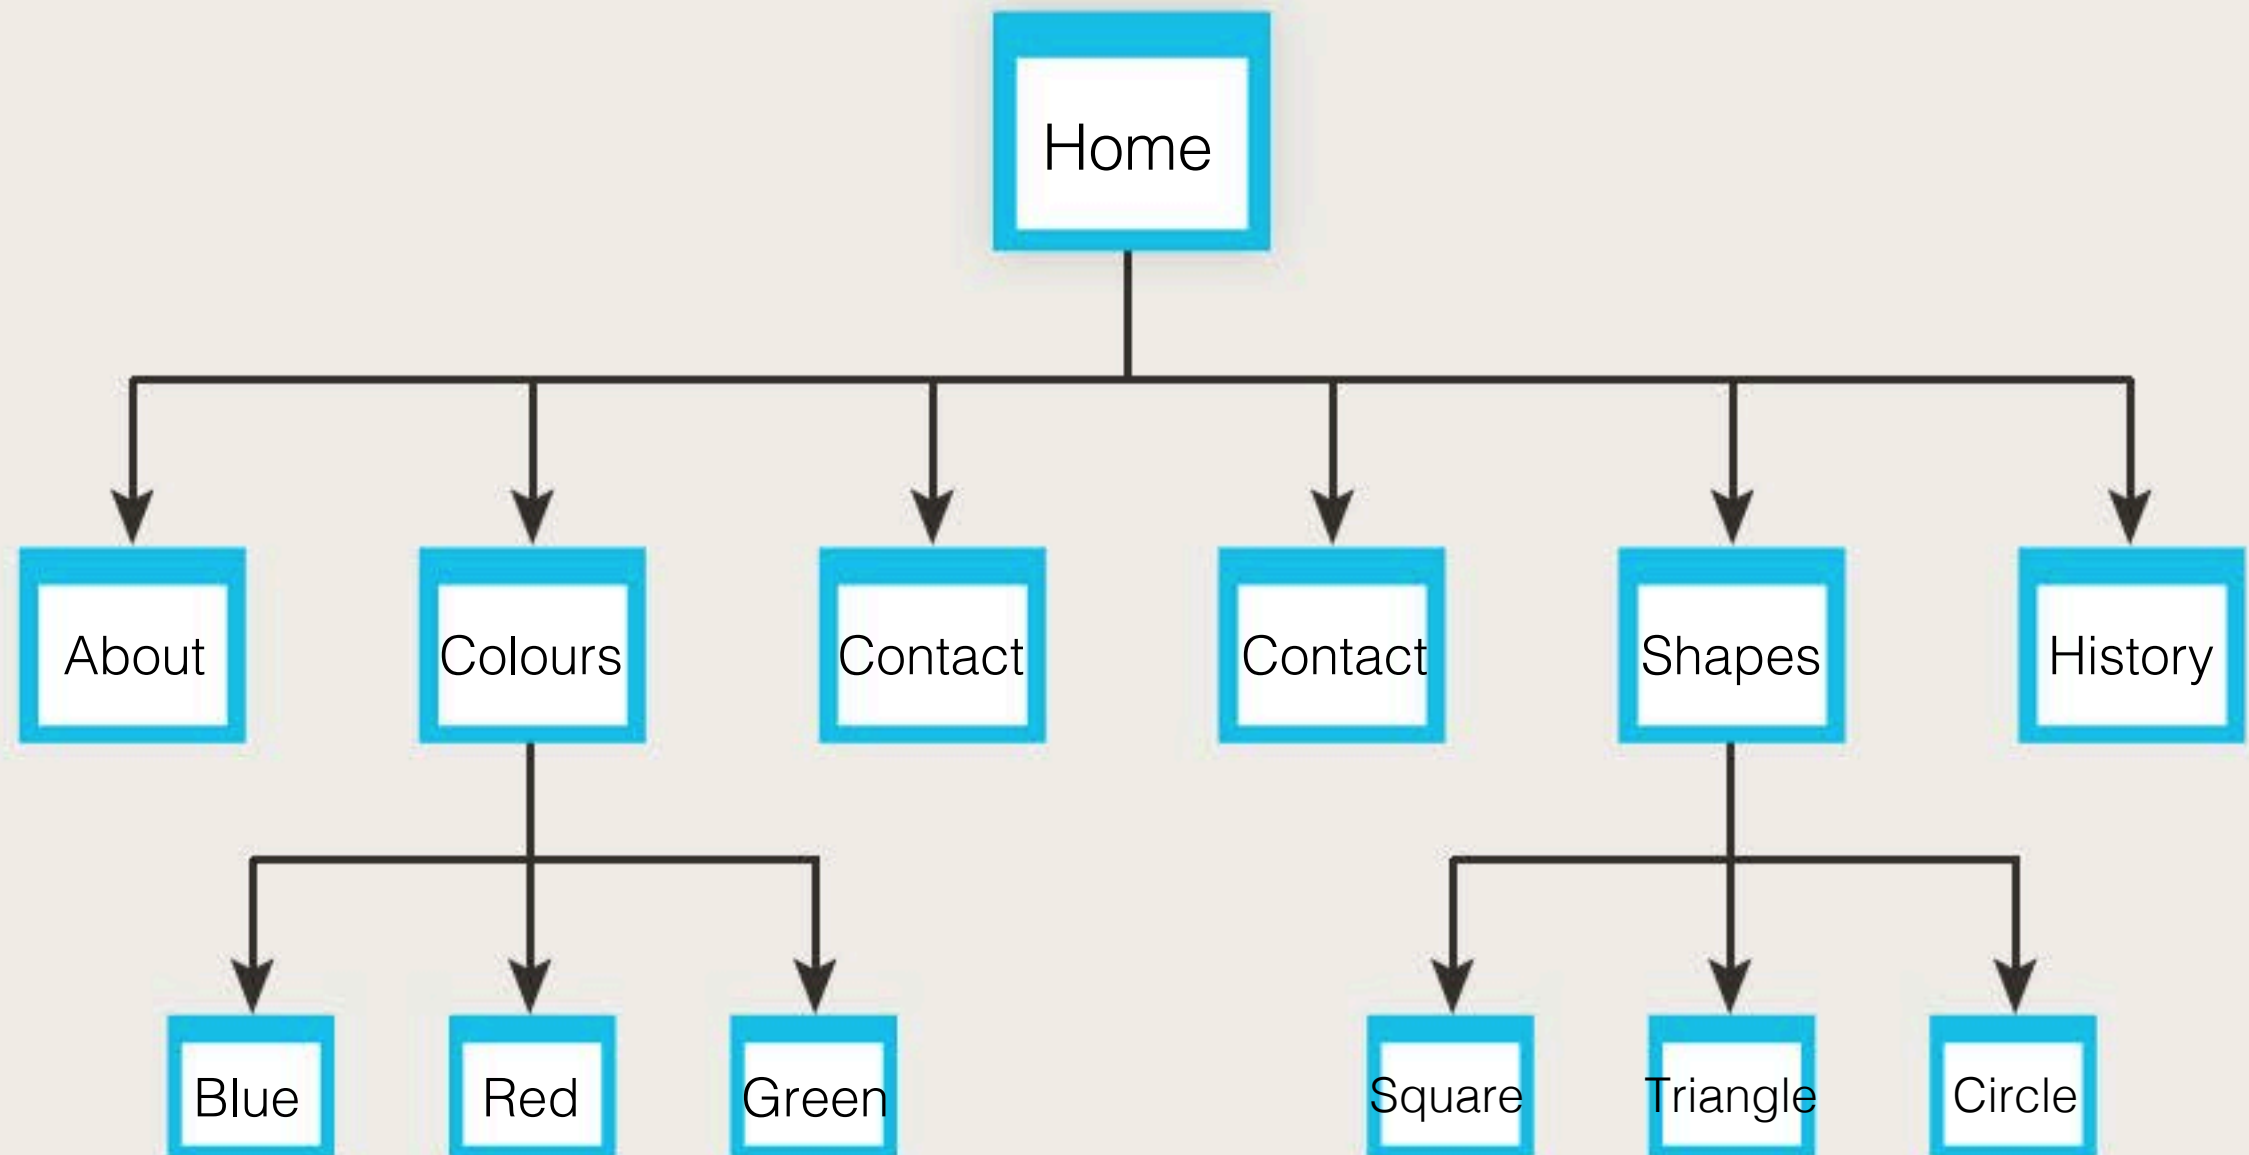 Home
About
Colours
Contact
Contact
Shapes
History
Blue
Red
Green
Square
Triangle
Circle